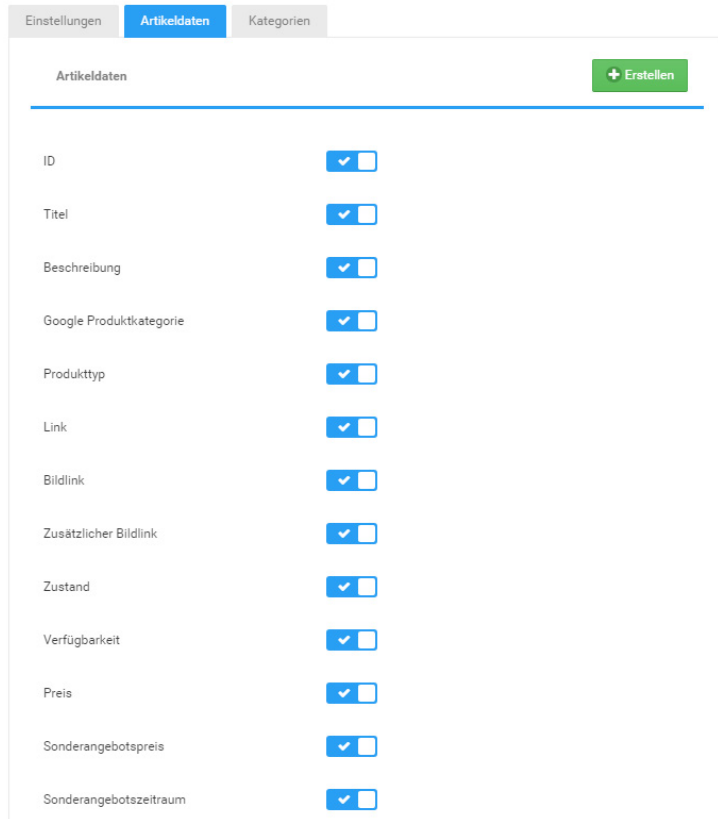 Einstellungen Artikeldaten Kategorien
Artikeldaten Erstellen
ID
Titel
Beschreibung
Google Produktkategorie
Produkttyp
Link
Bildlink
Zusätzlicher Bildlink
Zustand
Verfügbarkeit
Preis
Sonderangebotspreis
Sonderangebotszeitraum